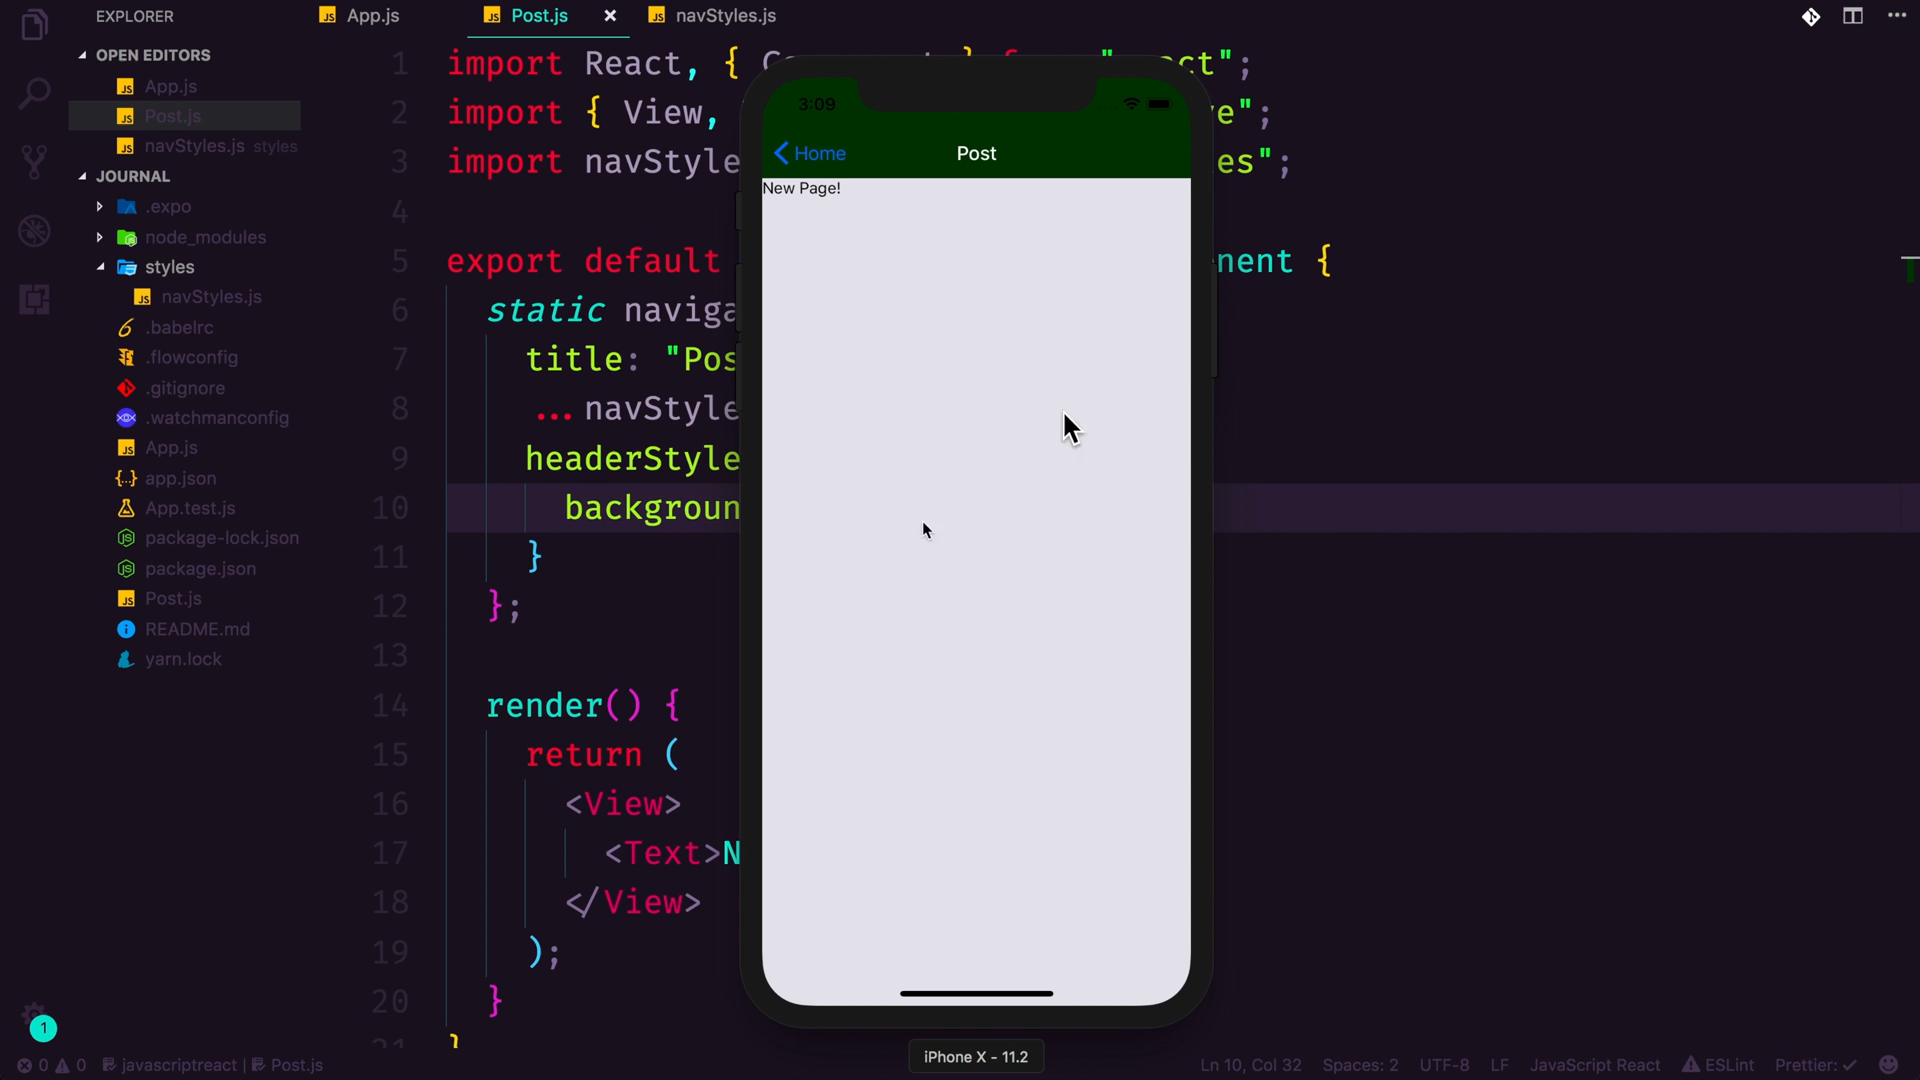 EXPLORER
OPEN EDITORS
App.js
Post.js
navStyles.js styles
JOURNAL
.expo
node_modules
styles
navStyles.js
.babelrc
.flowconfig
.gitignore
.watchmanconfig
App.js
app.json
App.test.js
package-lock.json
package.json
Post.js
README.md
yarn.lock
App.js Post.js navStyles.js
1 import React, { ct";
2 import { View, e";
3 import navStyle es";
4
5 export default nent {
6 static naviga
7 title: "Pos
8 ...navStyle
9 headerStyle
10 backgroun
11 }
12 };
13
14 render() {
15 return (
16 <View>
17 <Text>N
18 </View>
19 );
20 }
21 }
3:09
Home Post
New Page!
iPhone X - 11.2
1
0 0 javascriptreact | Post.js Ln 10, Col 32 Spaces: 2 UTF-8 LF JavaScript React ESLint Prettier: ✓